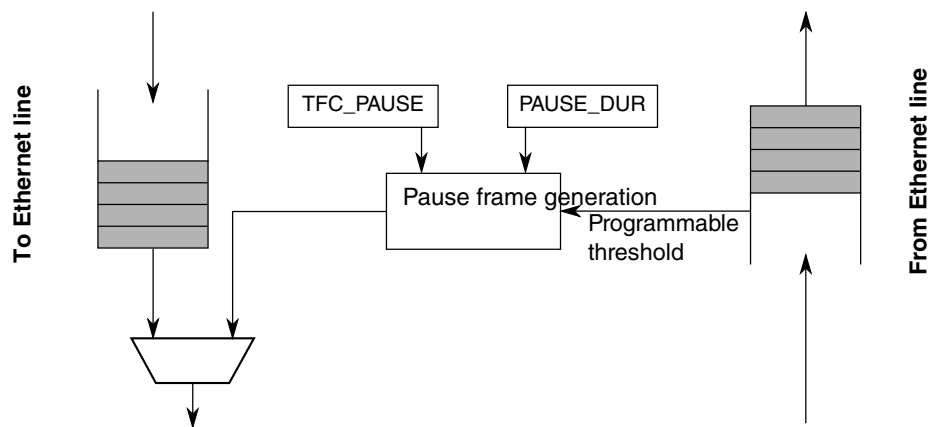 To Ethernet line
TFC_PAUSE
PAUSE_DUR
Pause frame generation
Programmable
threshold
From Ethernet line